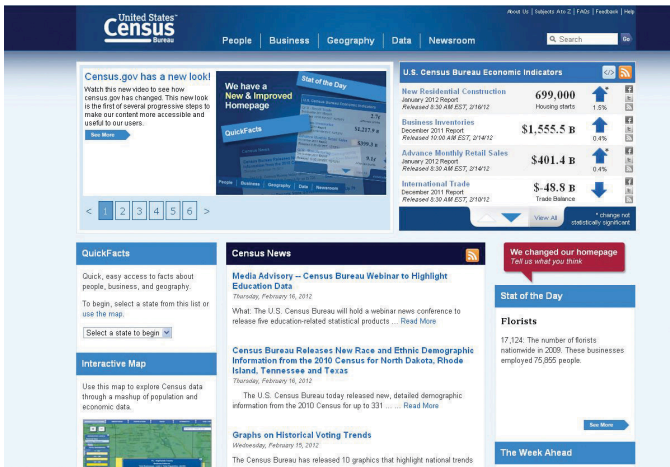 About Us | Subjects A to Z | FAQs | Feedback | Help
United States™
Census
Bureau
People | Business | Geography | Data | Newsroom
Search
Go
Census.gov has a new look!
Watch this new video to see how
census.gov has changed. This new look
is the first of several progressive steps to
make our content more accessible and
useful to our users.
See More
We have a
New & Improved
Homepage
QuickFacts
Stat of the Day
People | Business | Geography | Data | Newsroom
< 1 2 3 4 5 6 >
U.S. Census Bureau Economic Indicators
New Residential Construction
January 2012 Report
Released 8:30 AM EST, 2/16/12
699,000
Housing starts
*
1.5%
Business Inventories
December 2011 Report
Released 10:00 AM EST, 2/14/12
$1,555.5 B
0.4%
Advance Monthly Retail Sales
January 2012 Report
Released 8:30 AM EST, 2/14/12
$401.4 B
*
0.4%
International Trade
December 2011 Report
Released 8:30 AM EST, 2/10/12
$-48.8 B
Trade Balance
View All
* change not
statistically significant
QuickFacts
Quick, easy access to facts about
people, business, and geography.
To begin, select a state from this list or
use the map.
Select a state to begin
Interactive Map
Use this map to explore Census data
through a mashup of population and
economic data.
Census News
Media Advisory – Census Bureau Webinar to Highlight
Education Data
Thursday, February 16, 2012
What: The U.S. Census Bureau will hold a webinar news conference to
release five education-related statistical products ... Read More
Census Bureau Releases New Race and Ethnic Demographic
Information from the 2010 Census for North Dakota, Rhode
Island, Tennessee and Texas
Thursday, February 16, 2012
The U.S. Census Bureau today released new, detailed demographic
information from the 2010 Census for up to 331 ... ... Read More
Graphs on Historical Voting Trends
Wednesday, February 15, 2012
The Census Bureau has released 10 graphics that highlight national trends
We changed our homepage
Tell us what you think
Stat of the Day
Florists
17,124: The number of florists
nationwide in 2009. These businesses
employed 75,855 people.
See More
The Week Ahead